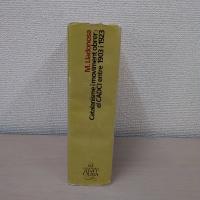 M. Lladonosa
Catalanisme i moviment obrer:
el CADCI entre 1903 i 1923